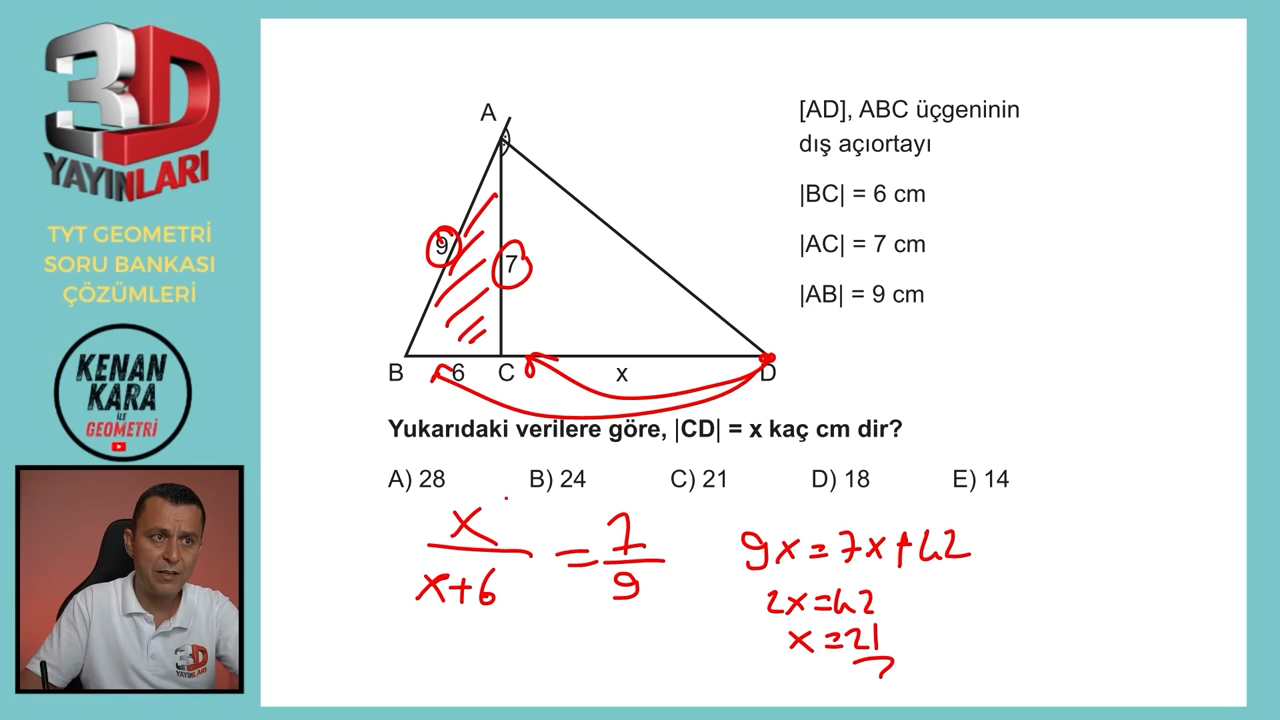 3D
YAYINLARI
TYT GEOMETRİ
SORU BANKASI
ÇÖZÜMLERİ
KENAN
KARA
İLE
GEOMETRİ
3D
YAYINLARI
A
9
7
B
6
C
x
D
[AD], ABC üçgeninin
dış açıortayı
|BC| = 6 cm
|AC| = 7 cm
|AB| = 9 cm
Yukarıdaki verilere göre, |CD| = x kaç cm dir?
A) 28 B) 24 C) 21 D) 18 E) 14
x/x+6 = 7/9
9x=7x+42
2x=42
x=21